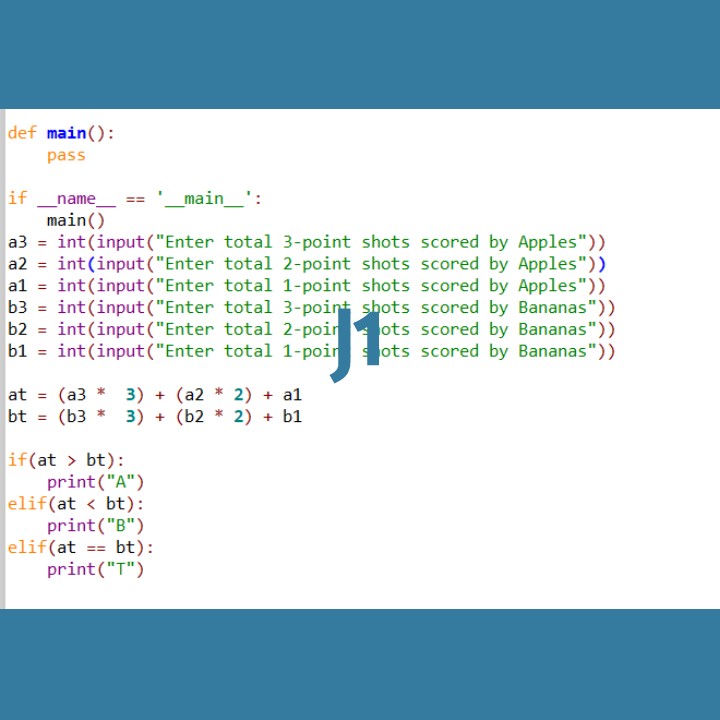 def main():
    pass

if __name__ == '__main__':
    main()
a3 = int(input("Enter total 3-point shots scored by Apples"))
a2 = int(input("Enter total 2-point shots scored by Apples"))
a1 = int(input("Enter total 1-point shots scored by Apples"))
b3 = int(input("Enter total 3-point shots scored by Bananas"))
b2 = int(input("Enter total 2-point shots scored by Bananas"))
b1 = int(input("Enter total 1-point shots scored by Bananas"))
J1

at = (a3 *  3) + (a2 * 2) + a1
bt = (b3 *  3) + (b2 * 2) + b1

if(at > bt):
    print("A")
elif(at < bt):
    print("B")
elif(at == bt):
    print("T")